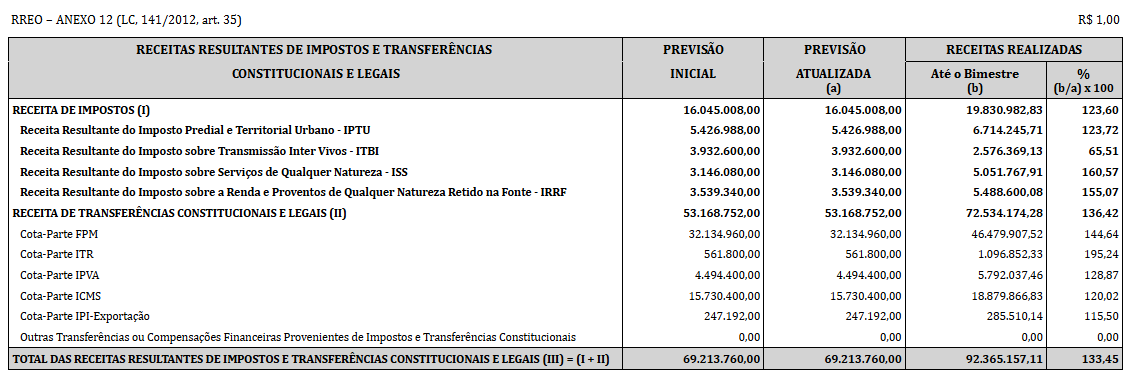 RREO – ANEXO 12 (LC, 141/2012, art. 35) R$ 1,00
RECEITAS RESULTANTES DE IMPOSTOS E TRANSFERÊNCIAS PREVISÃO PREVISÃO RECEITAS REALIZADAS
CONSTITUCIONAIS E LEGAIS INICIAL ATUALIZADA Até o Bimestre %
(a) (b) (b/a) x 100
RECEITA DE IMPOSTOS (I) 16.045.008,00 16.045.008,00 19.830.982,83 123,60
Receita Resultante do Imposto Predial e Territorial Urbano - IPTU 5.426.988,00 5.426.988,00 6.714.245,71 123,72
Receita Resultante do Imposto sobre Transmissão Inter Vivos - ITBI 3.932.600,00 3.932.600,00 2.576.369,13 65,51
Receita Resultante do Imposto sobre Serviços de Qualquer Natureza - ISS 3.146.080,00 3.146.080,00 5.051.767,91 160,57
Receita Resultante do Imposto sobre a Renda e Proventos de Qualquer Natureza Retido na Fonte - IRRF 3.539.340,00 3.539.340,00 5.488.600,08 155,07
RECEITA DE TRANSFERÊNCIAS CONSTITUCIONAIS E LEGAIS (II) 53.168.752,00 53.168.752,00 72.534.174,28 136,42
Cota-Parte FPM 32.134.960,00 32.134.960,00 46.479.907,52 144,64
Cota-Parte ITR 561.800,00 561.800,00 1.096.852,33 195,24
Cota-Parte IPVA 4.494.400,00 4.494.400,00 5.792.037,46 128,87
Cota-Parte ICMS 15.730.400,00 15.730.400,00 18.879.866,83 120,02
Cota-Parte IPI-Exportação 247.192,00 247.192,00 285.510,14 115,50
Outras Transferências ou Compensações Financeiras Provenientes de Impostos e Transferências Constitucionais 0,00 0,00 0,00 0,00
TOTAL DAS RECEITAS RESULTANTES DE IMPOSTOS E TRANSFERÊNCIAS CONSTITUCIONAIS E LEGAIS (III) = (I + II) 69.213.760,00 69.213.760,00 92.365.157,11 133,45